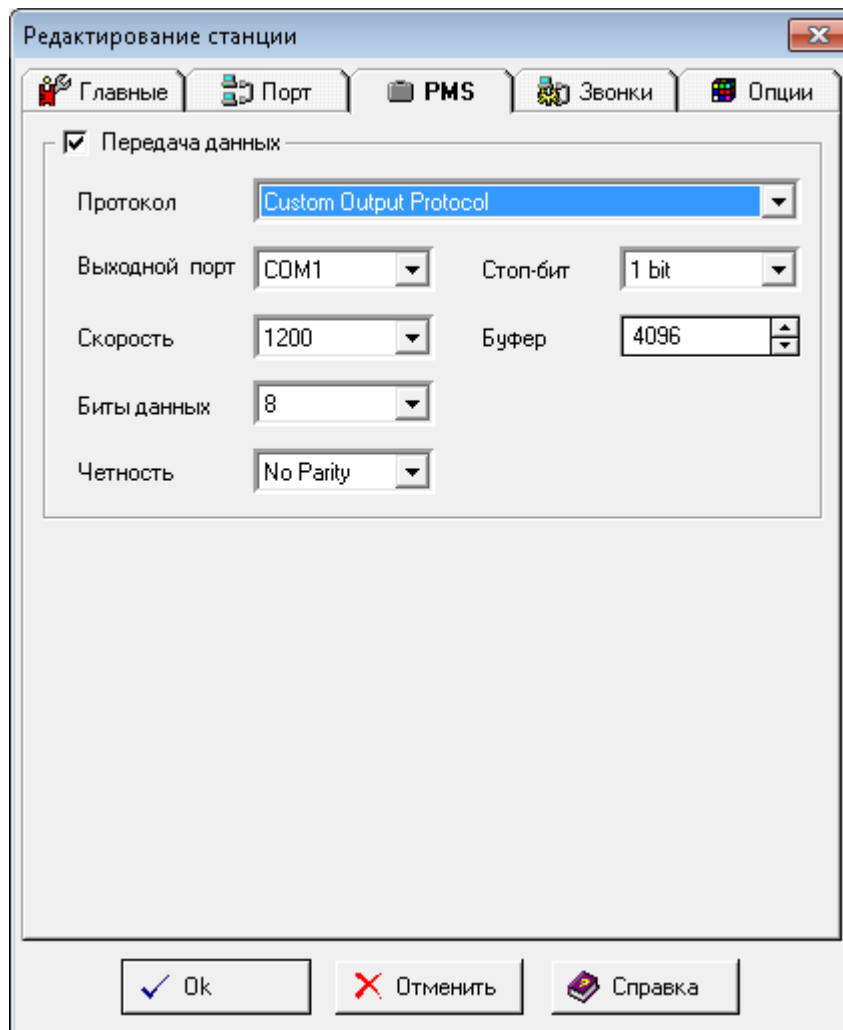 Редактирование станции
Главные Порт PMS Звонки Опции
Передача данных
Протокол Custom Output Protocol
Выходной порт COM1 Стоп-бит 1 bit
Скорость 1200 Буфер 4096
Биты данных 8
Четность No Parity
Ok Отменить Справка